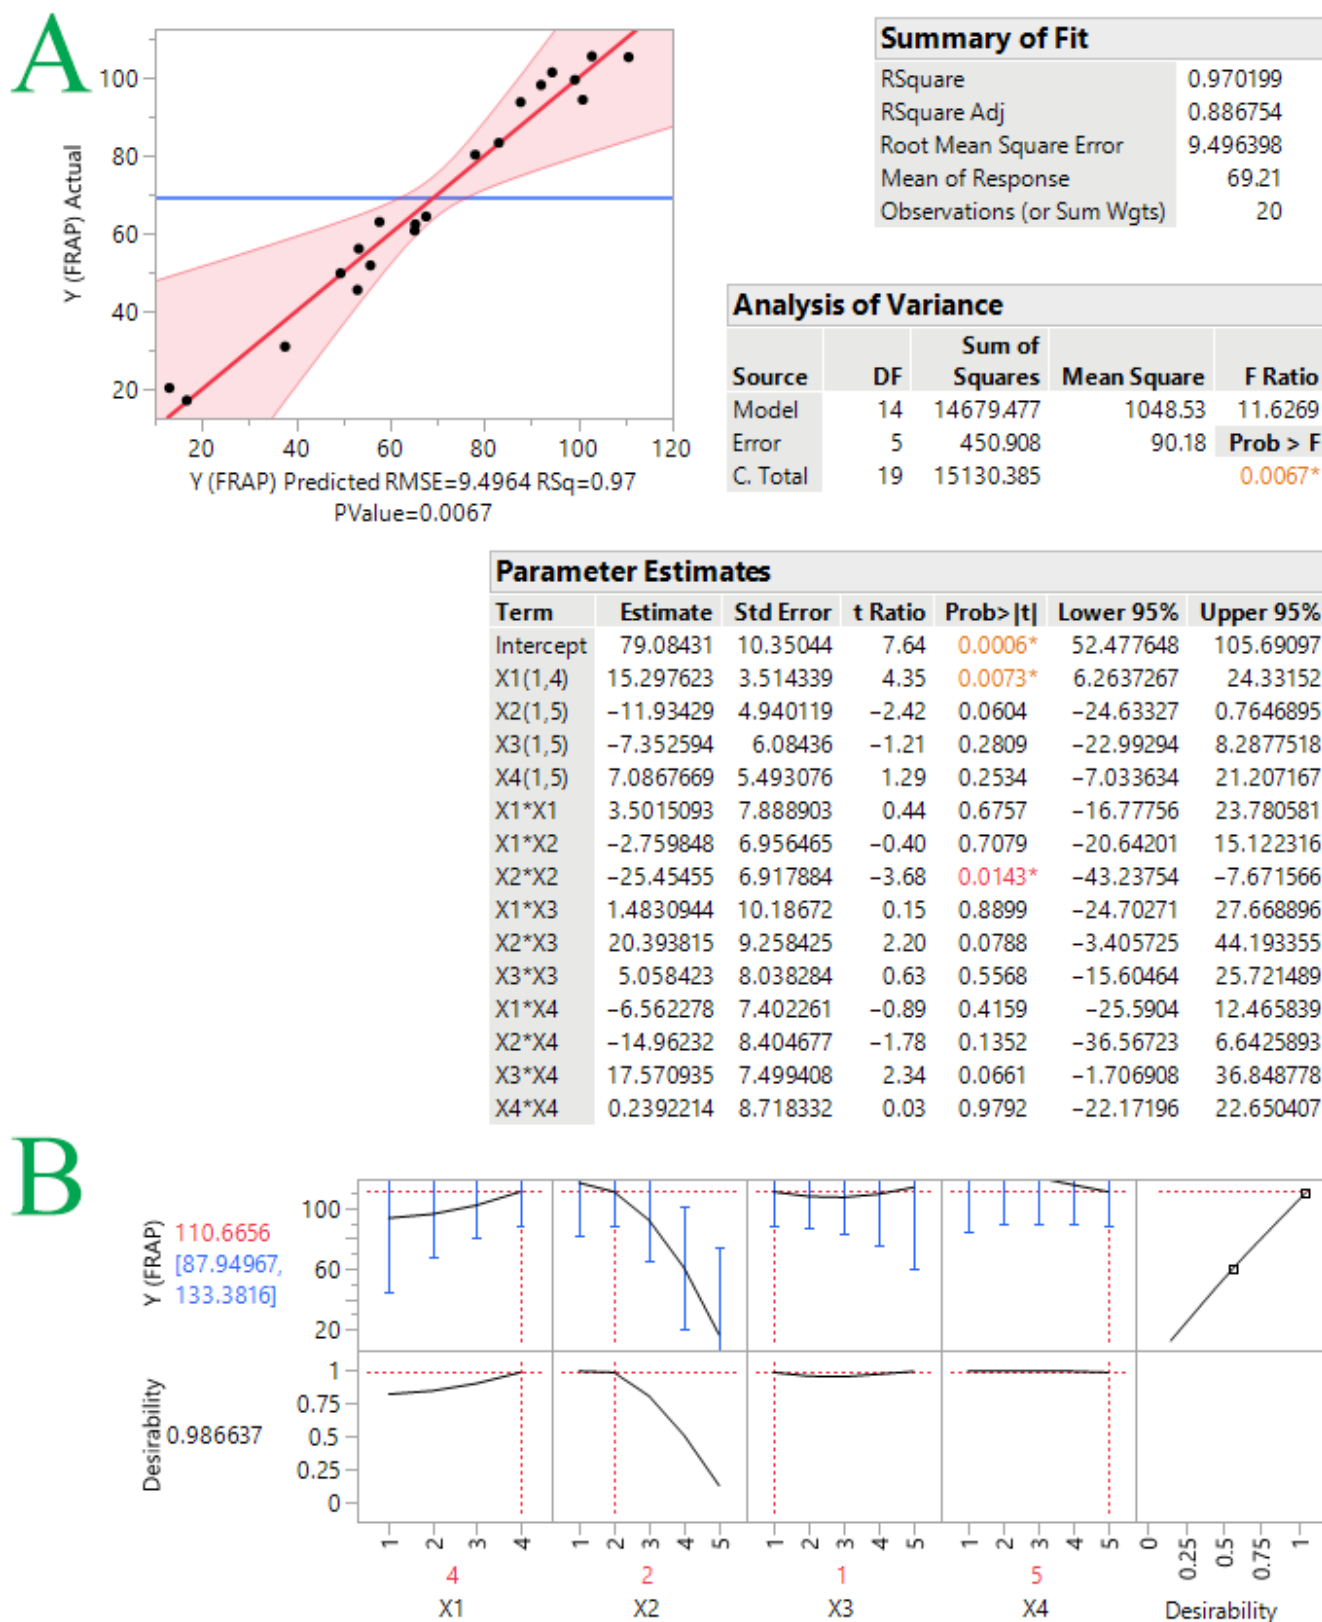 A
100
80
60
40
20
Y (FRAP) Actual
20 40 60 80 100 120
Y (FRAP) Predicted RMSE=9.4964 RSq=0.97
PValue=0.0067
Summary of Fit
RSquare 0.970199
RSquare Adj 0.886754
Root Mean Square Error 9.496398
Mean of Response 69.21
Observations (or Sum Wgts) 20
Analysis of Variance
Sum of
Source DF Squares Mean Square F Ratio
Model 14 14679.477 1048.53 11.6269
Error 5 450.908 90.18 Prob > F
C. Total 19 15130.385 0.0067*
Parameter Estimates
Term Estimate Std Error t Ratio Prob>|t| Lower 95% Upper 95%
Intercept 79.08431 10.35044 7.64 0.0006* 52.477648 105.69097
X1(1,4) 15.297623 3.514339 4.35 0.0073* 6.2637267 24.33152
X2(1,5) −11.93429 4.940119 −2.42 0.0604 −24.63327 0.7646895
X3(1,5) −7.352594 6.08436 −1.21 0.2809 −22.99294 8.2877518
X4(1,5) 7.0867669 5.493076 1.29 0.2534 −7.033634 21.207167
X1*X1 3.5015093 7.888903 0.44 0.6757 −16.77756 23.780581
X1*X2 −2.759848 6.956465 −0.40 0.7079 −20.64201 15.122316
X2*X2 −25.45455 6.917884 −3.68 0.0143* −43.23754 −7.671566
X1*X3 1.4830944 10.18672 0.15 0.8899 −24.70271 27.668896
X2*X3 20.393815 9.258425 2.20 0.0788 −3.405725 44.193355
X3*X3 5.058423 8.038284 0.63 0.5568 −15.60464 25.721489
X1*X4 −6.562278 7.402261 −0.89 0.4159 −25.5904 12.465839
X2*X4 −14.96232 8.404677 −1.78 0.1352 −36.56723 6.6425893
X3*X4 17.570935 7.499408 2.34 0.0661 −1.706908 36.848778
X4*X4 0.2392214 8.718332 0.03 0.9792 −22.17196 22.650407
B
Y (FRAP)
110.6656
[87.94967,
133.3816]
100
60
20
Desirability
0.986637
1
0.75
0.5
0.25
0
1 2 3 4 1 2 3 4 5 1 2 3 4 5 1 2 3 4 5 0 0.25 0.5 0.75 1
4 2 1 5
X1 X2 X3 X4 Desirability